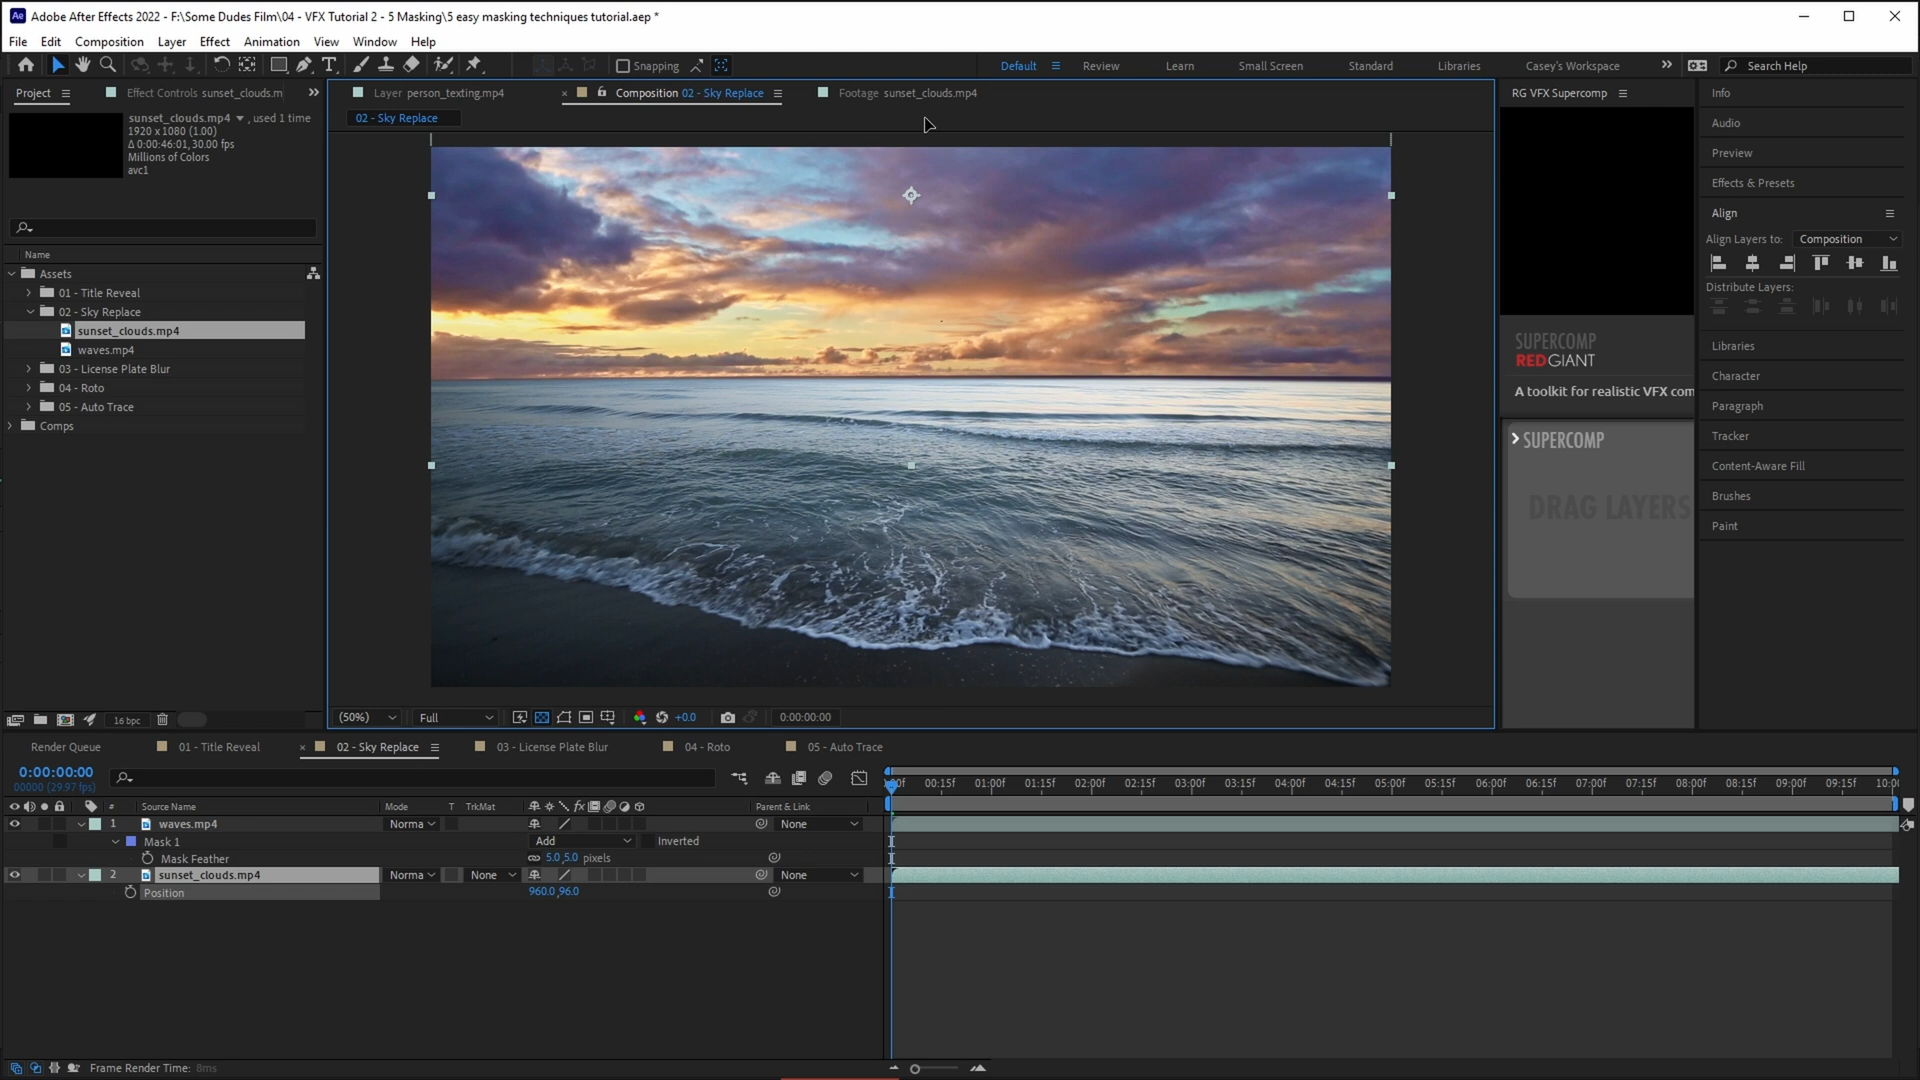 Adobe After Effects 2022 - F:\Some Dudes Film\04 - VFX Tutorial 2 - 5 Masking\5 easy masking techniques tutorial.aep *
File Edit Composition Layer Effect Animation View Window Help
Snapping
Default Review Learn Small Screen Standard Libraries Casey's Workspace Search Help
Project Effect Controls sunset_clouds.m
Layer person_texting.mp4
Composition 02 - Sky Replace
Footage sunset_clouds.mp4
02 - Sky Replace
sunset_clouds.mp4 , used 1 time
1920 x 1080 (1.00)
Δ 0:00:46:01, 30.00 fps
Millions of Colors
avc1
Name
Assets
01 - Title Reveal
02 - Sky Replace
sunset_clouds.mp4
waves.mp4
03 - License Plate Blur
04 - Roto
05 - Auto Trace
Comps
16 bpc
(50%) Full +0.0 0:00:00:00
RG VFX Supercomp
SUPERCOMP
REDGIANT
A toolkit for realistic VFX com
SUPERCOMP
DRAG LAYERS
Info
Audio
Preview
Effects & Presets
Align
Align Layers to: Composition
Distribute Layers:
Libraries
Character
Paragraph
Tracker
Content-Aware Fill
Brushes
Paint
Render Queue 01 - Title Reveal 02 - Sky Replace 03 - License Plate Blur 04 - Roto 05 - Auto Trace
0:00:00:00
00000 (29.97 fps)
:00f 00:15f 01:00f 01:15f 02:00f 02:15f 03:00f 03:15f 04:00f 04:15f 05:00f 05:15f 06:00f 06:15f 07:00f 07:15f 08:00f 08:15f 09:00f 09:15f 10:00
# Source Name Mode T TrkMat fx Parent & Link
1 waves.mp4 Norma None
Mask 1 Add Inverted
Mask Feather 5.0,5.0 pixels
2 sunset_clouds.mp4 Norma None None
Position 960.0,96.0
Frame Render Time: 8ms